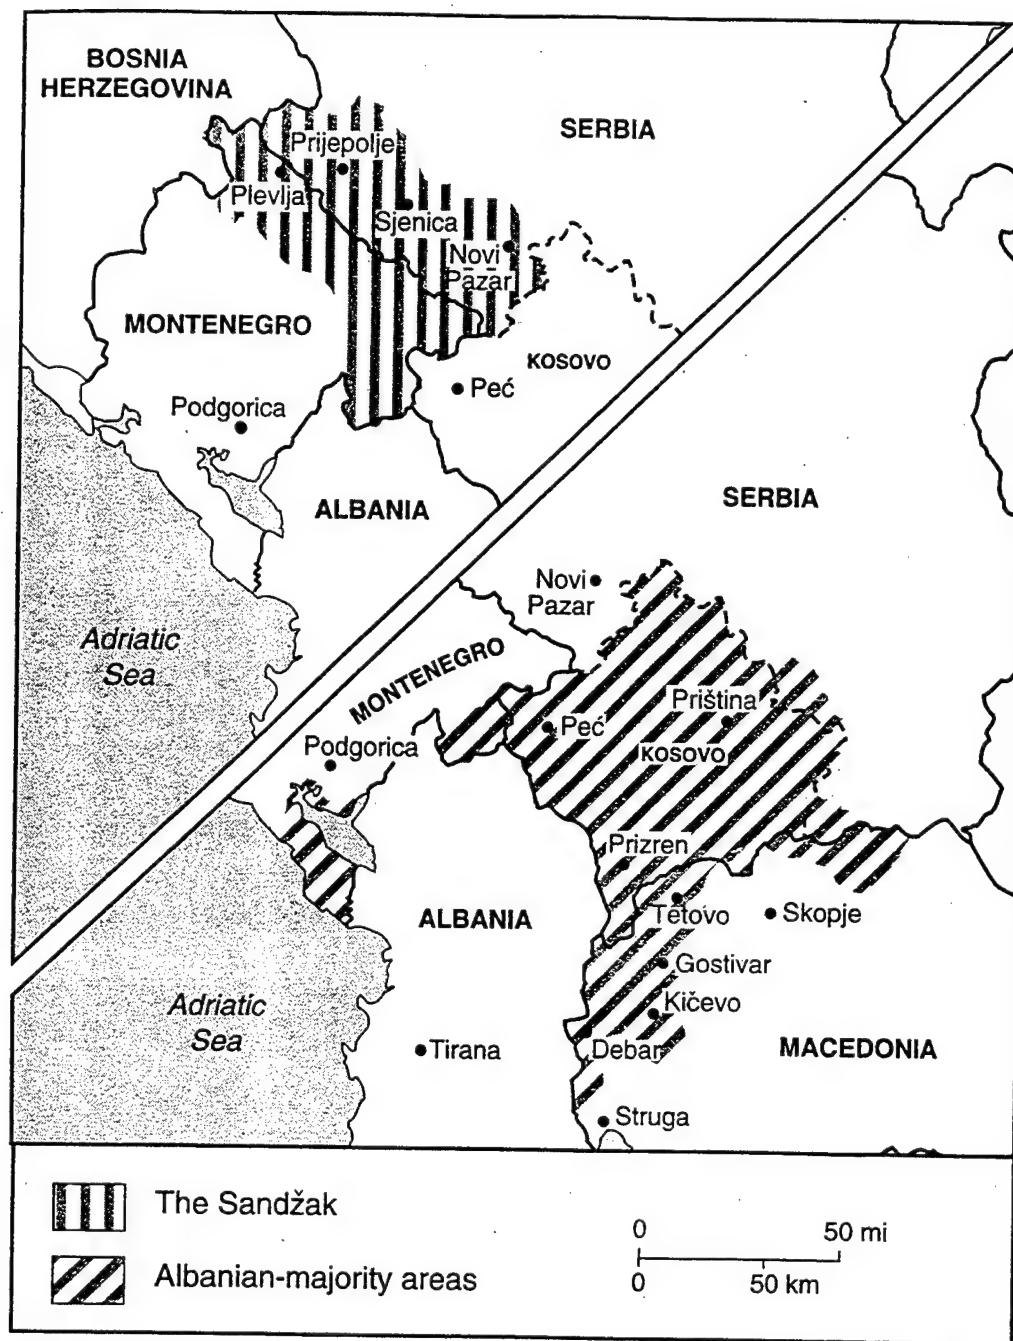 BOSNIA
HERZEGOVINA
SERBIA
Prijepolje
Plevlja
Sjenica
Novi
Pazar
MONTENEGRO
KOSOVO
Peć
Podgorica
ALBANIA
SERBIA
Novi
Pazar
Adriatic
Sea
MONTENEGRO
Priština
Peć
KOSOVO
Podgorica
Prizren
Tetovo
Skopje
ALBANIA
Gostivar
Kičevo
Adriatic
Sea
Tirana
Debar
MACEDONIA
Struga
The Sandžak
0 50 mi
Albanian-majority areas
0 50 km